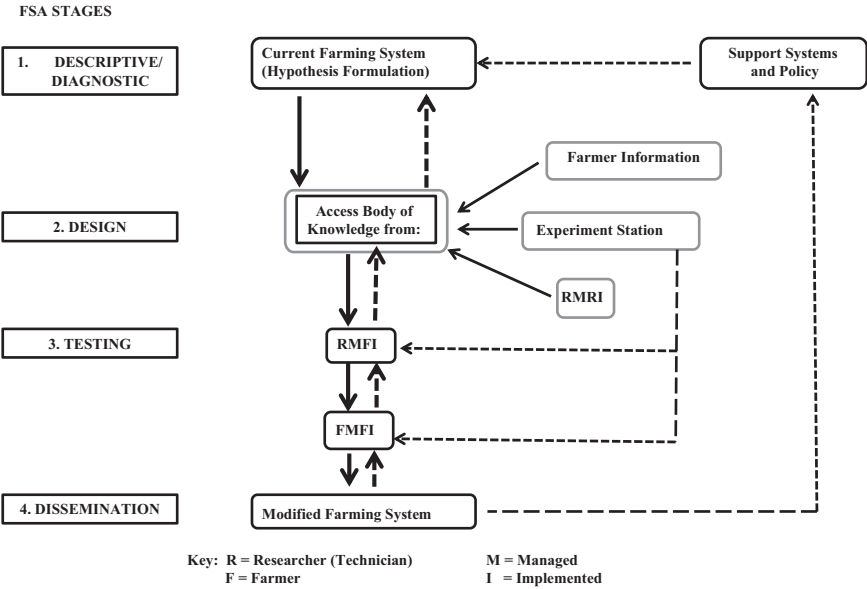 FSA STAGES
1. DESCRIPTIVE/
DIAGNOSTIC
Current Farming System
(Hypothesis Formulation)
Support Systems
and Policy
Farmer Information
2. DESIGN
Access Body of
Knowledge from:
Experiment Station
RMRI
3. TESTING
RMFI
FMFI
4. DISSEMINATION
Modified Farming System
Key: R = Researcher (Technician)
M = Managed
F = Farmer
I = Implemented